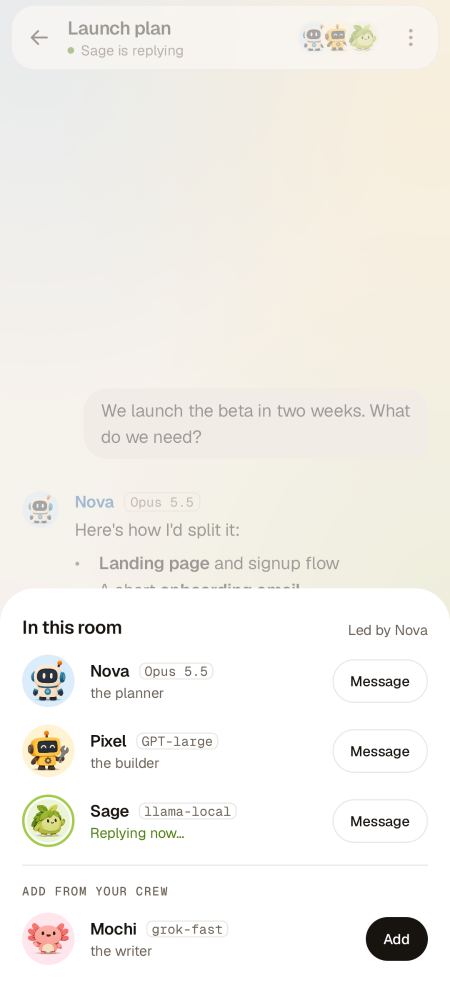 Launch plan
Sage is replying
We launch the beta in two weeks. What
do we need?
Nova Opus 5.5
Here's how I'd split it:
• Landing page and signup flow
A short onboarding email
In this room
Led by Nova
Nova Opus 5.5
the planner
Message
Pixel GPT-large
the builder
Message
Sage llama-local
Replying now...
Message
ADD FROM YOUR CREW
Mochi grok-fast
the writer
Add